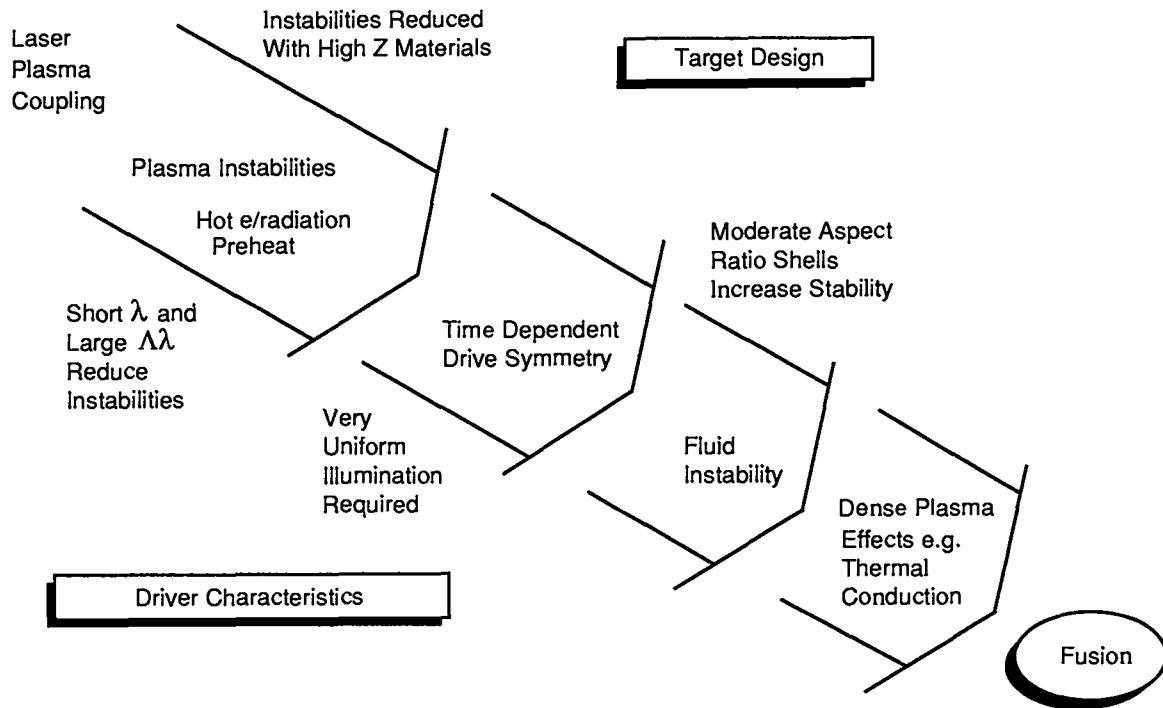 Laser
Plasma
Coupling
Instabilities Reduced
With High Z Materials
Target Design
Plasma Instabilities
Hot e/radiation
Preheat
Short λ and
Large Λλ
Reduce
Instabilities
Time Dependent
Drive Symmetry
Moderate Aspect
Ratio Shells
Increase Stability
Very
Uniform
Illumination
Required
Fluid
Instability
Dense Plasma
Effects e.g.
Thermal
Conduction
Driver Characteristics
Fusion